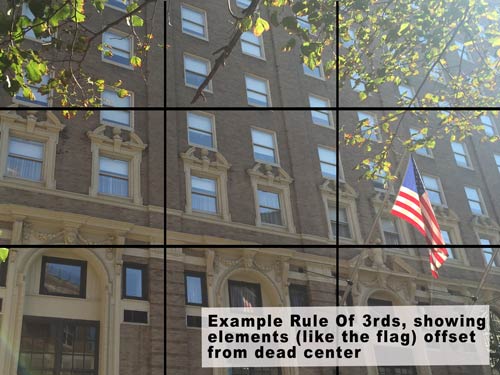 Example Rule Of 3rds, showing
elements (like the flag) offset
from dead center